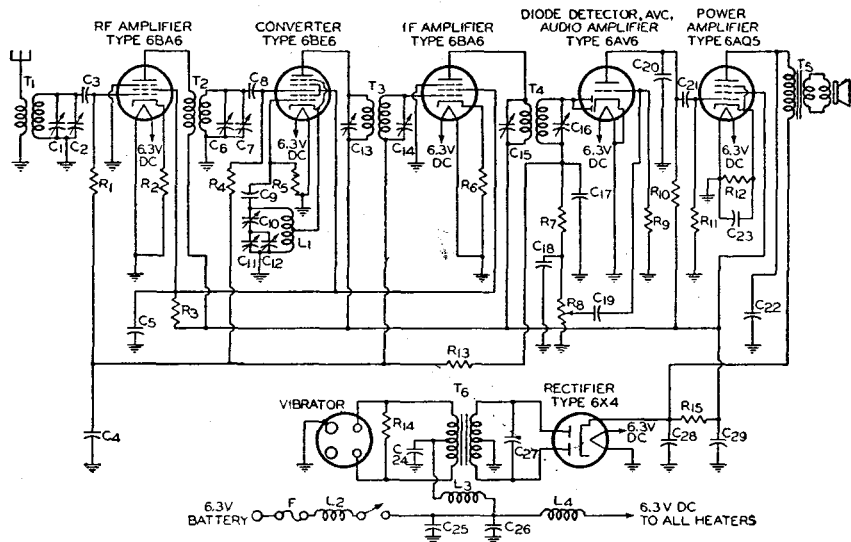 RF AMPLIFIER
TYPE 6BA6
CONVERTER
TYPE 6BE6
IF AMPLIFIER
TYPE 6BA6
DIODE DETECTOR, AVC,
AUDIO AMPLIFIER
TYPE 6AV6
POWER
AMPLIFIER
TYPE 6AQ5
T1
C3
T2
C8
T3
T4
C20
C21
T5
C1
C2
6.3V
DC
C6
C7
6.3V
DC
C13
C14
6.3V
DC
C15
C16
6.3V
DC
6.3V
DC
R1
R2
R4
R5
C9
C10
L1
C11
C12
R6
R7
C17
R9
R10
R11
R12
C23
C18
R8
C19
C5
R3
C22
R13
C4
VIBRATOR
R14
C24
T6
C27
RECTIFIER
TYPE 6X4
6.3V
DC
R15
C28
C29
L3
6.3V
BATTERY
F
L2
C25
C26
L4
6.3V DC
TO ALL HEATERS